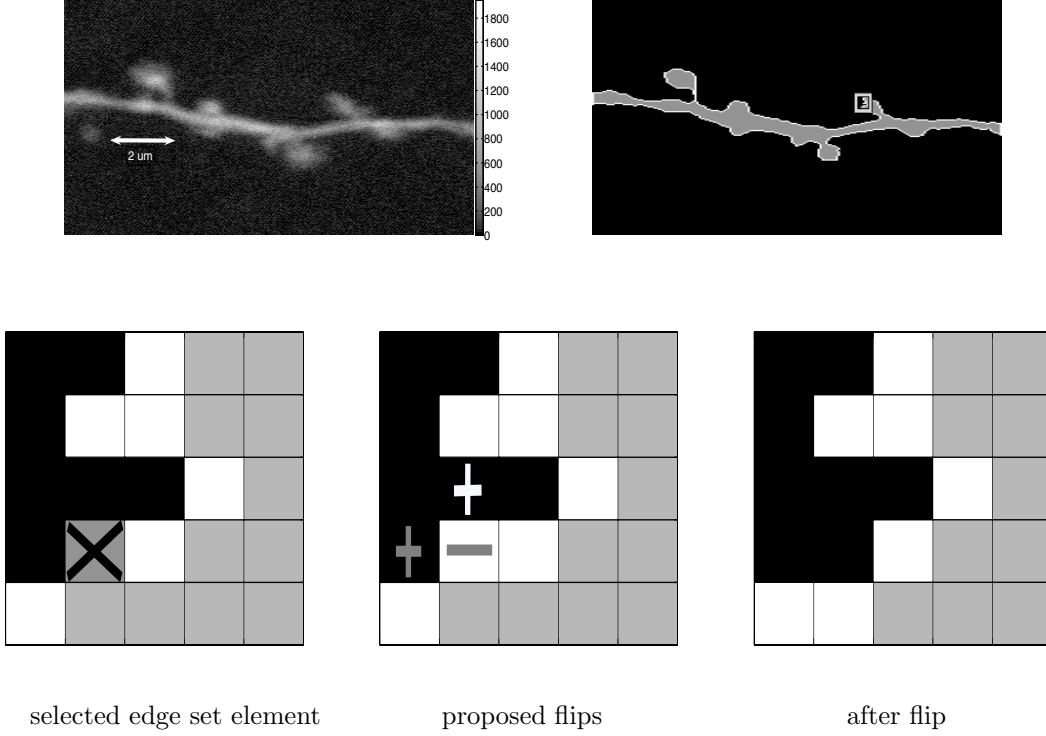 1800
1600
1400
1200
1000
800
600
400
200
0
2 um
selected edge set element
proposed flips
after flip